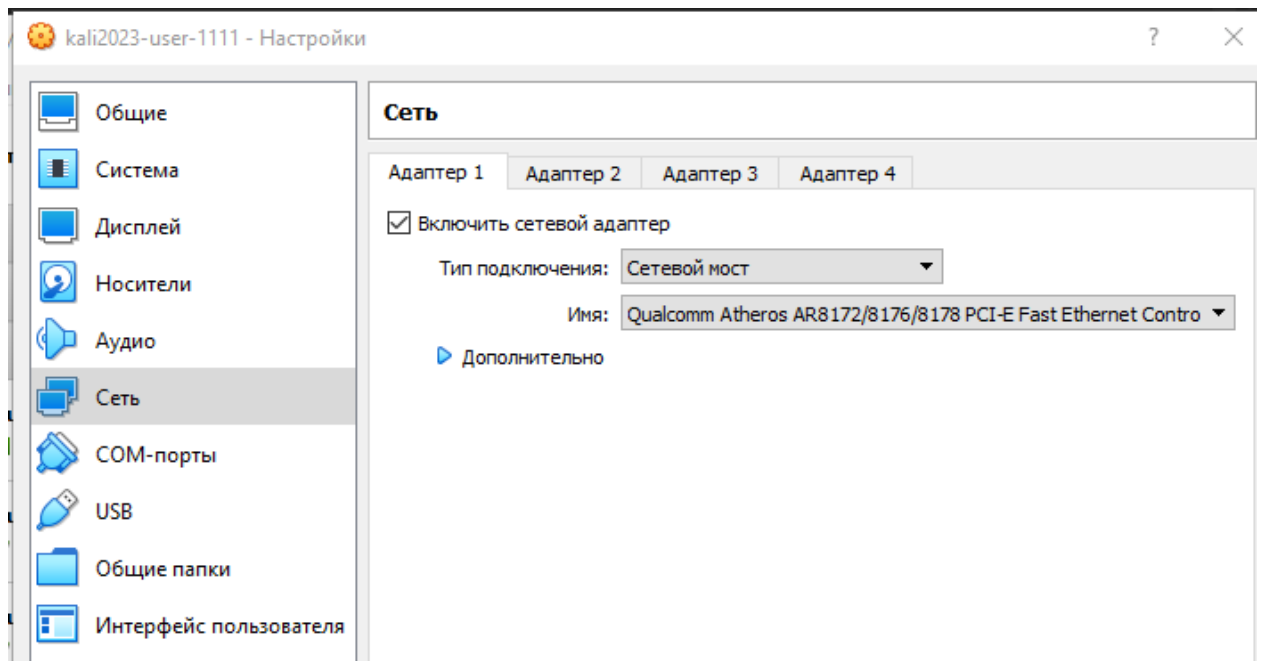 kali2023-user-1111 - Настройки
?
Общие
Система
Дисплей
Носители
Аудио
Сеть
COM-порты
USB
Общие папки
Интерфейс пользователя
Сеть
Адаптер 1 Адаптер 2 Адаптер 3 Адаптер 4
Включить сетевой адаптер
Тип подключения: Сетевой мост
Имя: Qualcomm Atheros AR8172/8176/8178 PCI-E Fast Ethernet Contro
Дополнительно